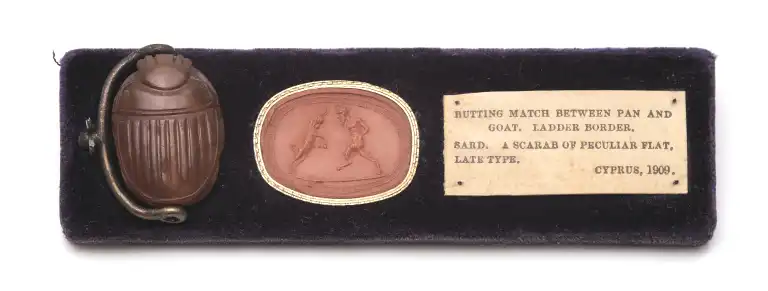 BUTTING MATCH BETWEEN PAN AND
GOAT. LADDER BORDER.
SARD. A SCARAB OF PECULIAR FLAT,
LATE TYPE.
CYPRUS, 1909.